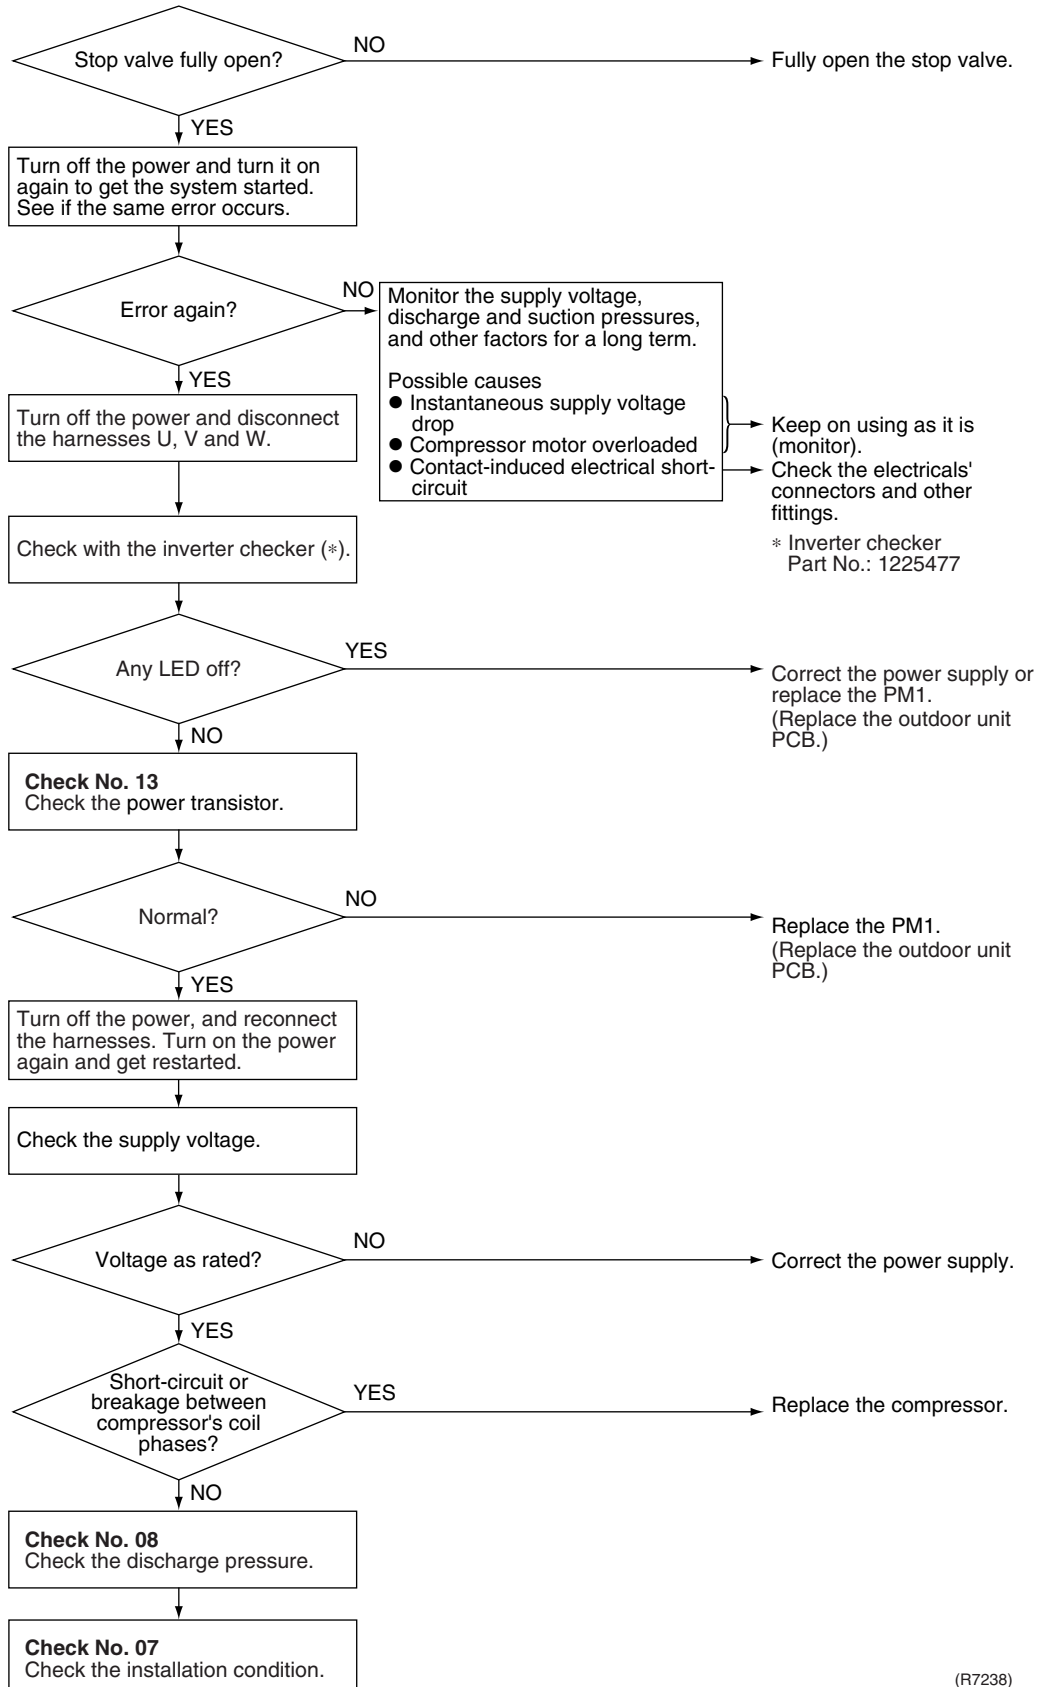 Stop valve fully open?
NO
Fully open the stop valve.
YES
Turn off the power and turn it on
again to get the system started.
See if the same error occurs.
Error again?
NO
Monitor the supply voltage,
discharge and suction pressures,
and other factors for a long term.
Possible causes
● Instantaneous supply voltage
drop
● Compressor motor overloaded
● Contact-induced electrical short-
circuit
Keep on using as it is
(monitor).
Check the electricals'
connectors and other
fittings.
* Inverter checker
Part No.: 1225477
YES
Turn off the power and disconnect
the harnesses U, V and W.
Check with the inverter checker (*).
Any LED off?
YES
Correct the power supply or
replace the PM1.
(Replace the outdoor unit
PCB.)
NO
Check No. 13
Check the power transistor.
Normal?
NO
Replace the PM1.
(Replace the outdoor unit
PCB.)
YES
Turn off the power, and reconnect
the harnesses. Turn on the power
again and get restarted.
Check the supply voltage.
Voltage as rated?
NO
Correct the power supply.
YES
Short-circuit or
breakage between
compressor's coil
phases?
YES
Replace the compressor.
NO
Check No. 08
Check the discharge pressure.
Check No. 07
Check the installation condition.
(R7238)